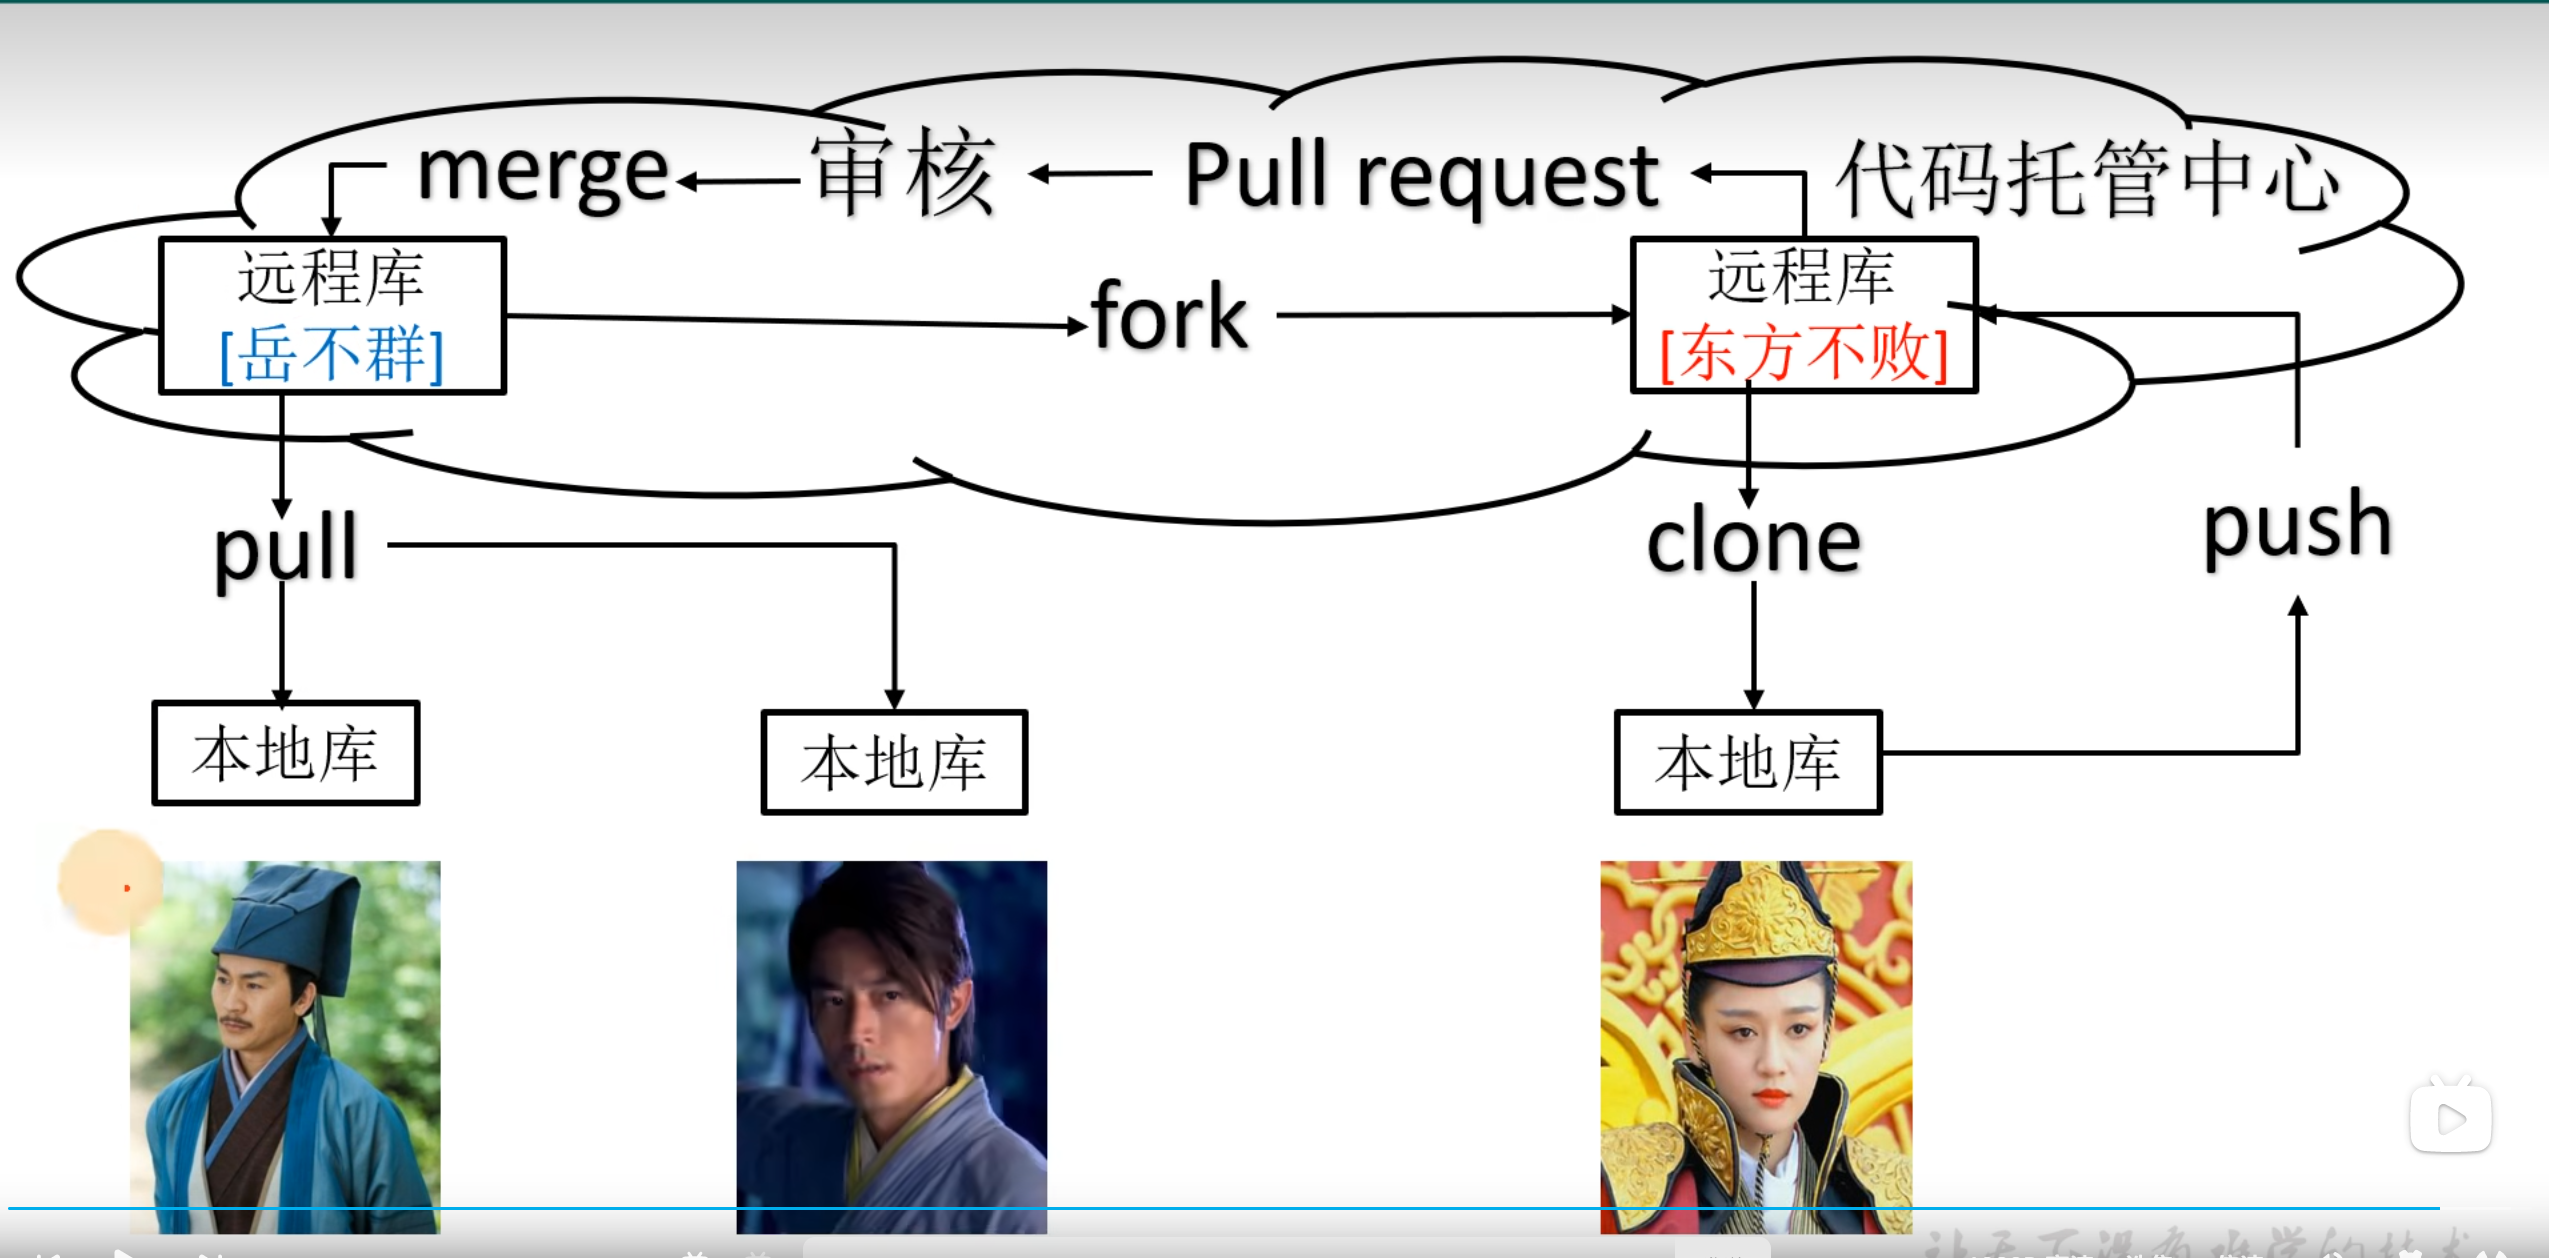 merge 审核 Pull request 代码托管中心
远程库
[岳不群]
fork
远程库
[东方不败]
pull
clone
push
本地库
本地库
本地库